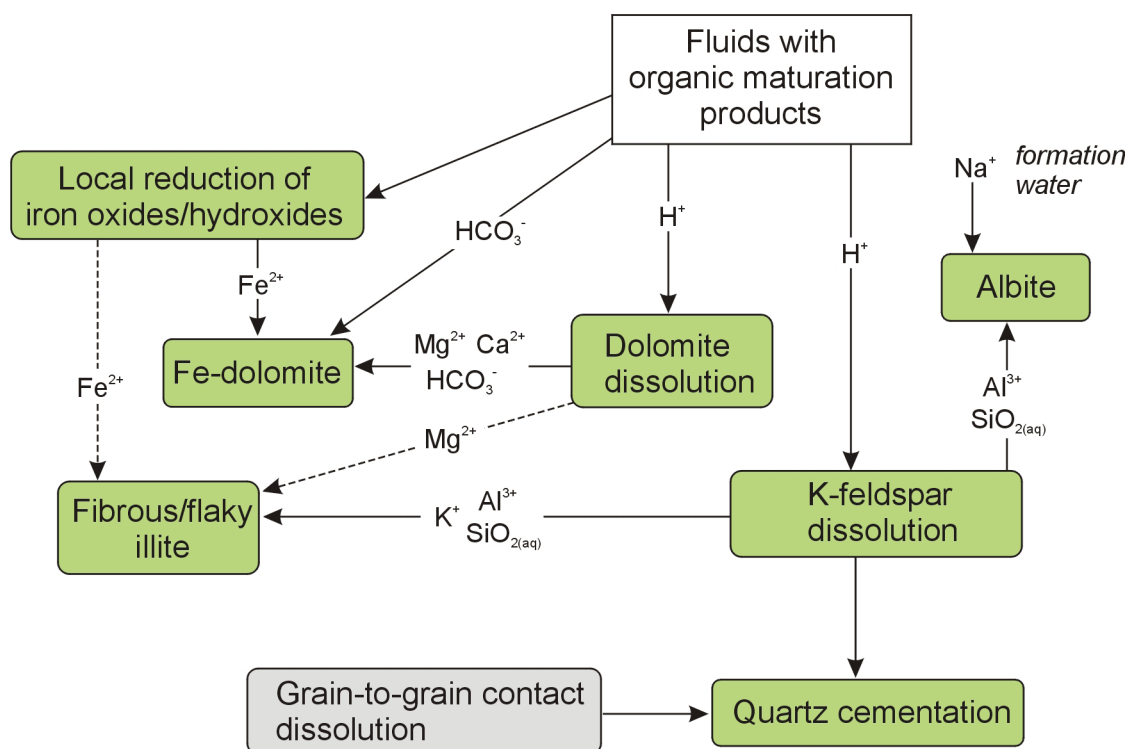 Fluids with
organic maturation
products
Local reduction of
iron oxides/hydroxides
Na⁺ formation
water
HCO₃⁻
H⁺
H⁺
Fe²⁺
Albite
Mg²⁺ Ca²⁺
HCO₃⁻
Dolomite
dissolution
Fe-dolomite
Fe²⁺
Al³⁺
SiO₂₍aq₎
Mg²⁺
Fibrous/flaky
illite
K⁺ Al³⁺
SiO₂₍aq₎
K-feldspar
dissolution
Grain-to-grain contact
dissolution
Quartz cementation